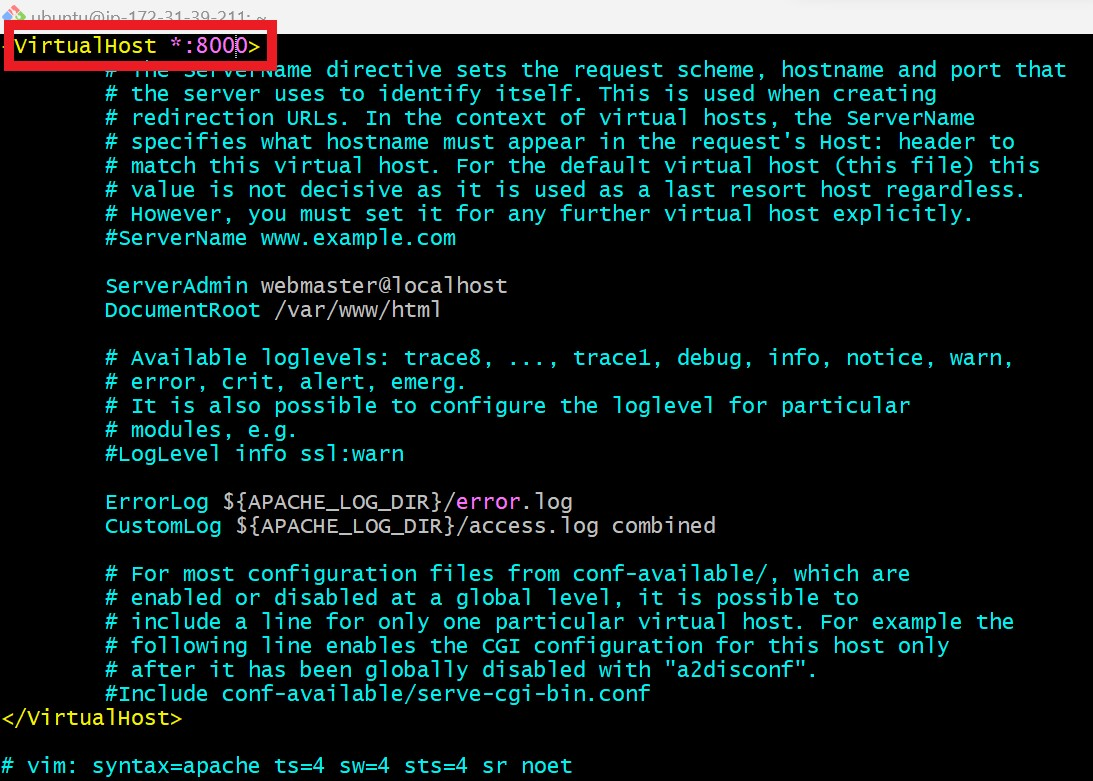 ubuntu@ip-172-31-39-211: ~
VirtualHost *:8000>
# The ServerName directive sets the request scheme, hostname and port that
# the server uses to identify itself. This is used when creating
# redirection URLs. In the context of virtual hosts, the ServerName
# specifies what hostname must appear in the request's Host: header to
# match this virtual host. For the default virtual host (this file) this
# value is not decisive as it is used as a last resort host regardless.
# However, you must set it for any further virtual host explicitly.
#ServerName www.example.com
ServerAdmin webmaster@localhost
DocumentRoot /var/www/html
# Available loglevels: trace8, ..., trace1, debug, info, notice, warn,
# error, crit, alert, emerg.
# It is also possible to configure the loglevel for particular
# modules, e.g.
#LogLevel info ssl:warn
ErrorLog ${APACHE_LOG_DIR}/error.log
CustomLog ${APACHE_LOG_DIR}/access.log combined
# For most configuration files from conf-available/, which are
# enabled or disabled at a global level, it is possible to
# include a line for only one particular virtual host. For example the
# following line enables the CGI configuration for this host only
# after it has been globally disabled with "a2disconf".
#Include conf-available/serve-cgi-bin.conf
</VirtualHost>
# vim: syntax=apache ts=4 sw=4 sts=4 sr noet